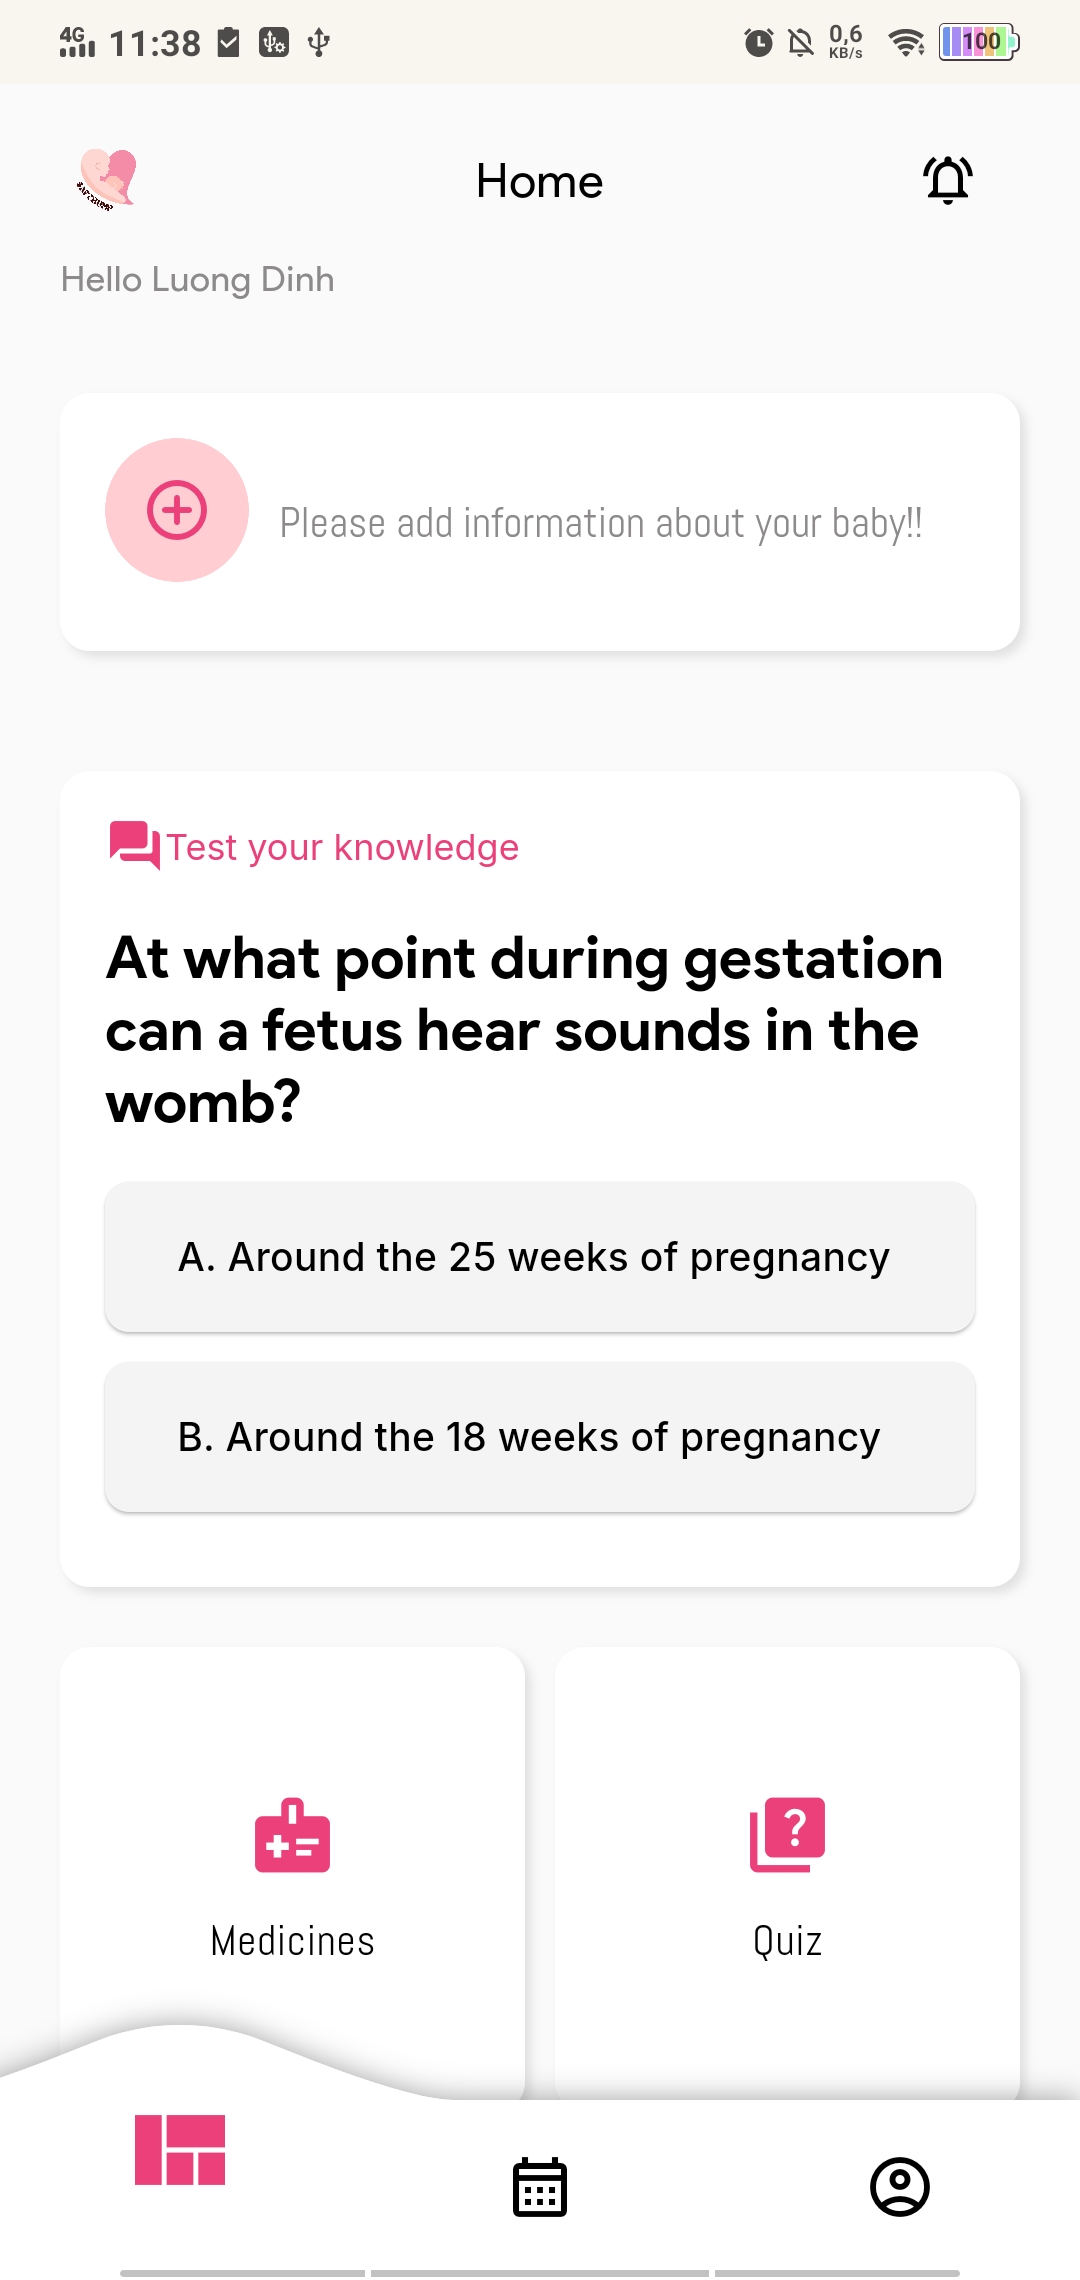 4G 11:38 0,6 KB/s 100
Home
Hello Luong Dinh
Please add information about your baby!!
Test your knowledge
At what point during gestation
can a fetus hear sounds in the
womb?
A. Around the 25 weeks of pregnancy
B. Around the 18 weeks of pregnancy
Medicines
Quiz